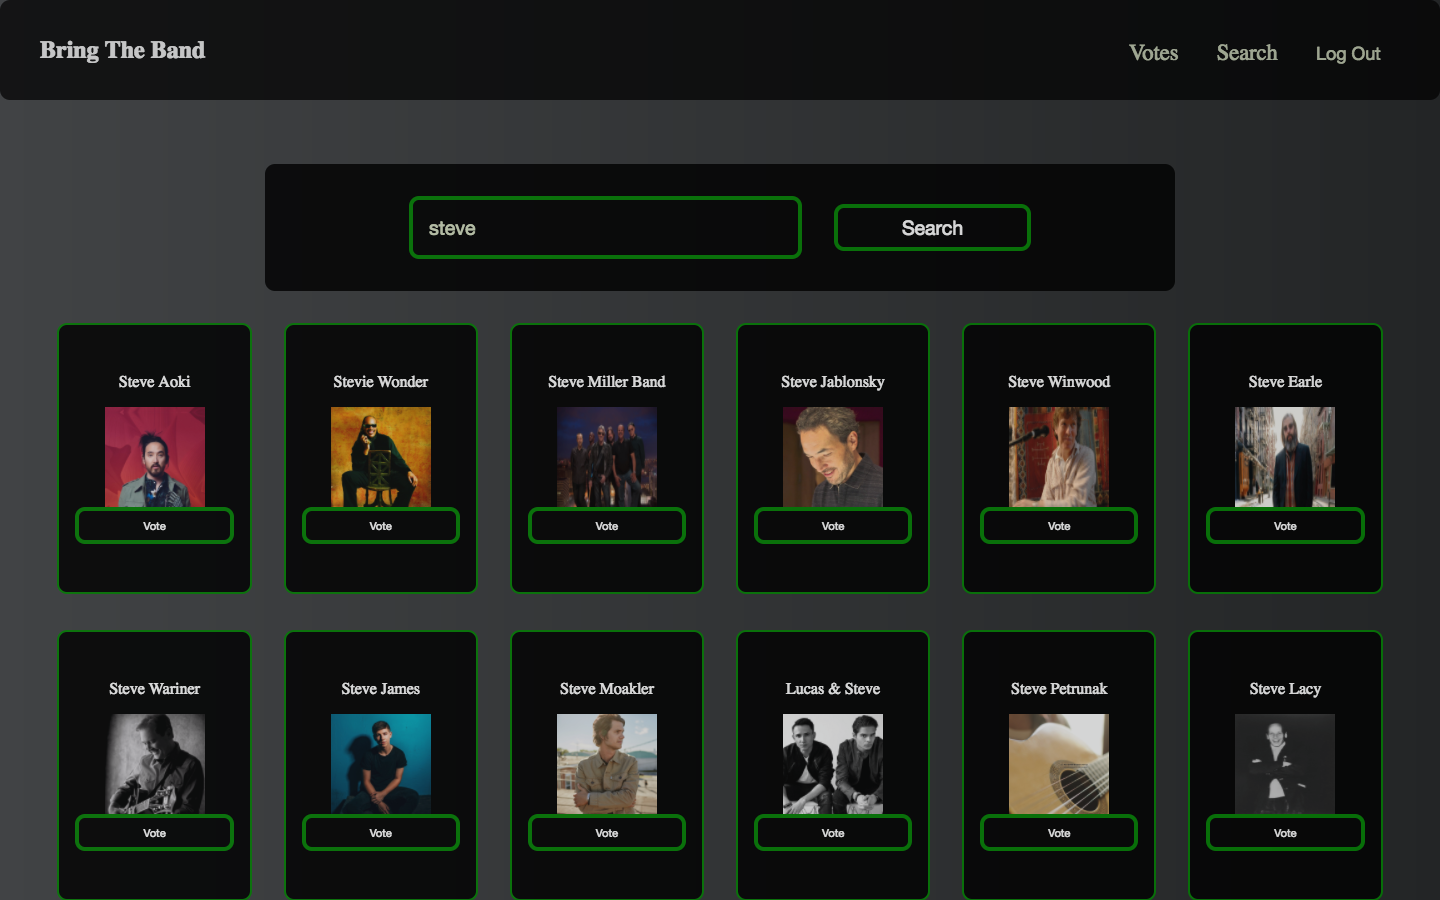 Bring The Band
Votes Search Log Out
steve
Search
Steve Aoki
Vote
Stevie Wonder
Vote
Steve Miller Band
Vote
Steve Jablonsky
Vote
Steve Winwood
Vote
Steve Earle
Vote
Steve Wariner
Vote
Steve James
Vote
Steve Moakler
Vote
Lucas & Steve
Vote
Steve Petrunak
Vote
Steve Lacy
Vote